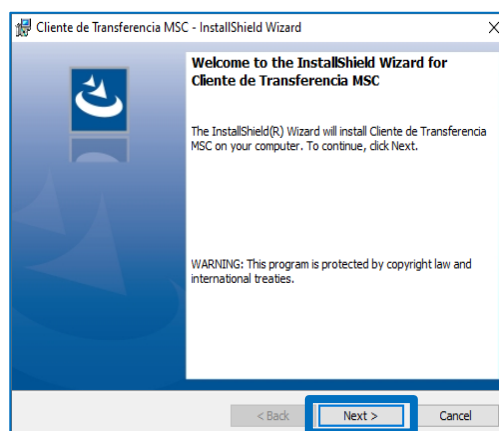 Cliente de Transferencia MSC - InstallShield Wizard
Welcome to the InstallShield Wizard for
Cliente de Transferencia MSC
The InstallShield(R) Wizard will install Cliente de Transferencia
MSC on your computer. To continue, click Next.
WARNING: This program is protected by copyright law and
international treaties.
< Back Next > Cancel